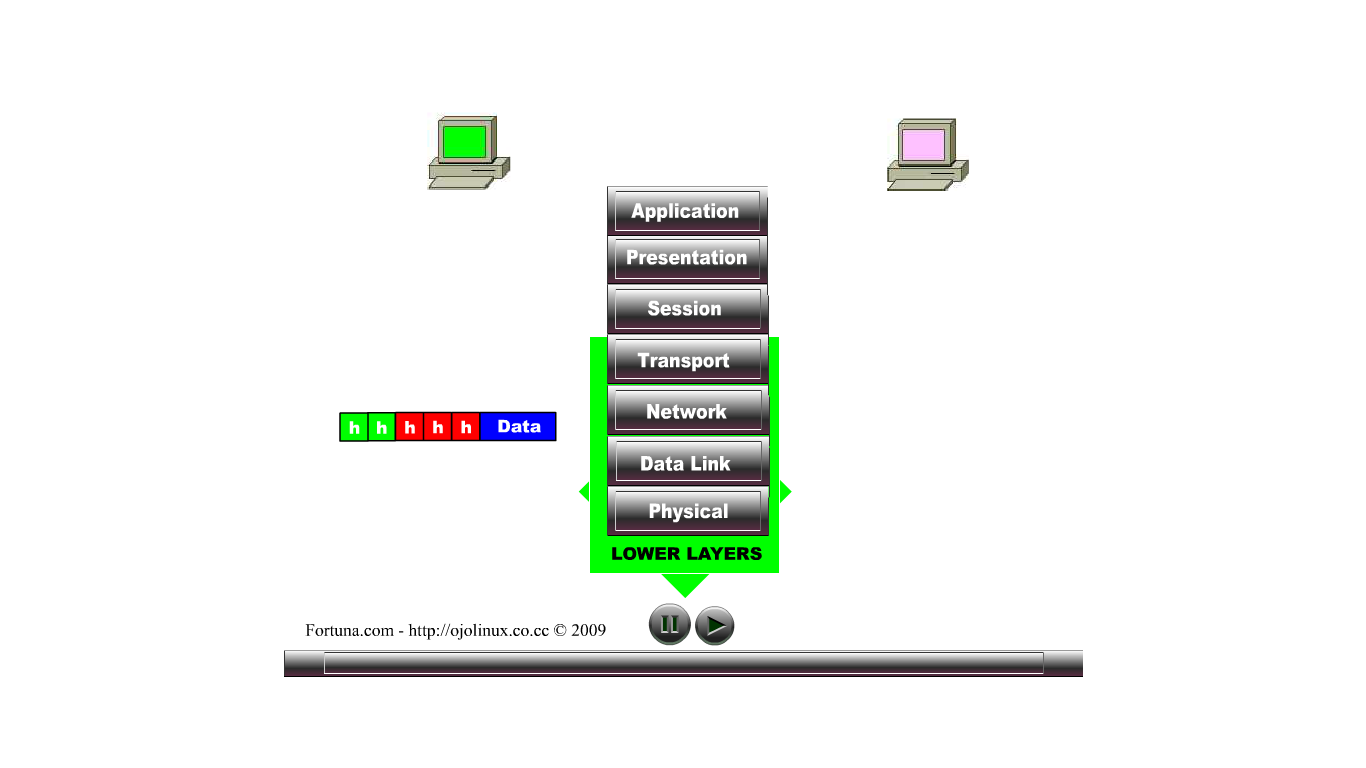 Application
Presentation
Session
Transport
Network
h h h h h Data
Data Link
Physical
LOWER LAYERS
Fortuna.com - http://ojolinux.co.cc © 2009